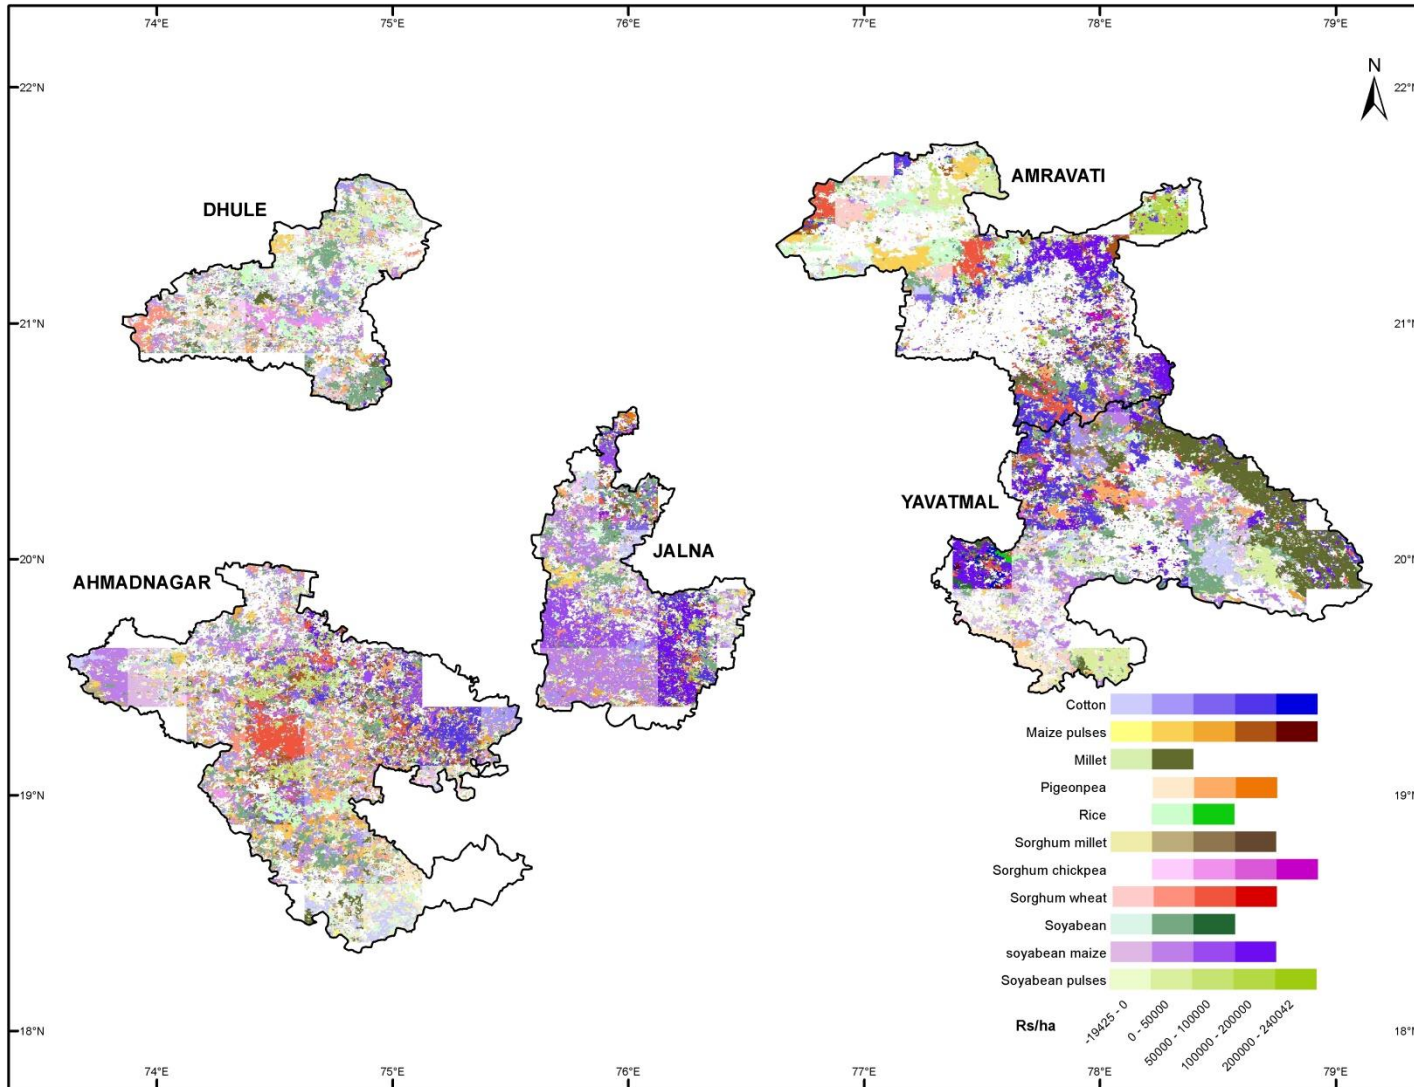 74°E 75°E 76°E 77°E 78°E 79°E
22°N 22°N
N
AMRAVATI
DHULE
21°N 21°N
YAVATMAL
JALNA
20°N 20°N
AHMADNAGAR
Cotton
Maize pulses
Millet
Pigeonpea
19°N 19°N
Rice
Sorghum millet
Sorghum chickpea
Sorghum wheat
Soyabean
soyabean maize
Soyabean pulses
Rs/ha -19425 - 0 0 - 50000 50000 - 100000 100000 - 200000 200000 - 240042
18°N 18°N
74°E 75°E 76°E 77°E 78°E 79°E